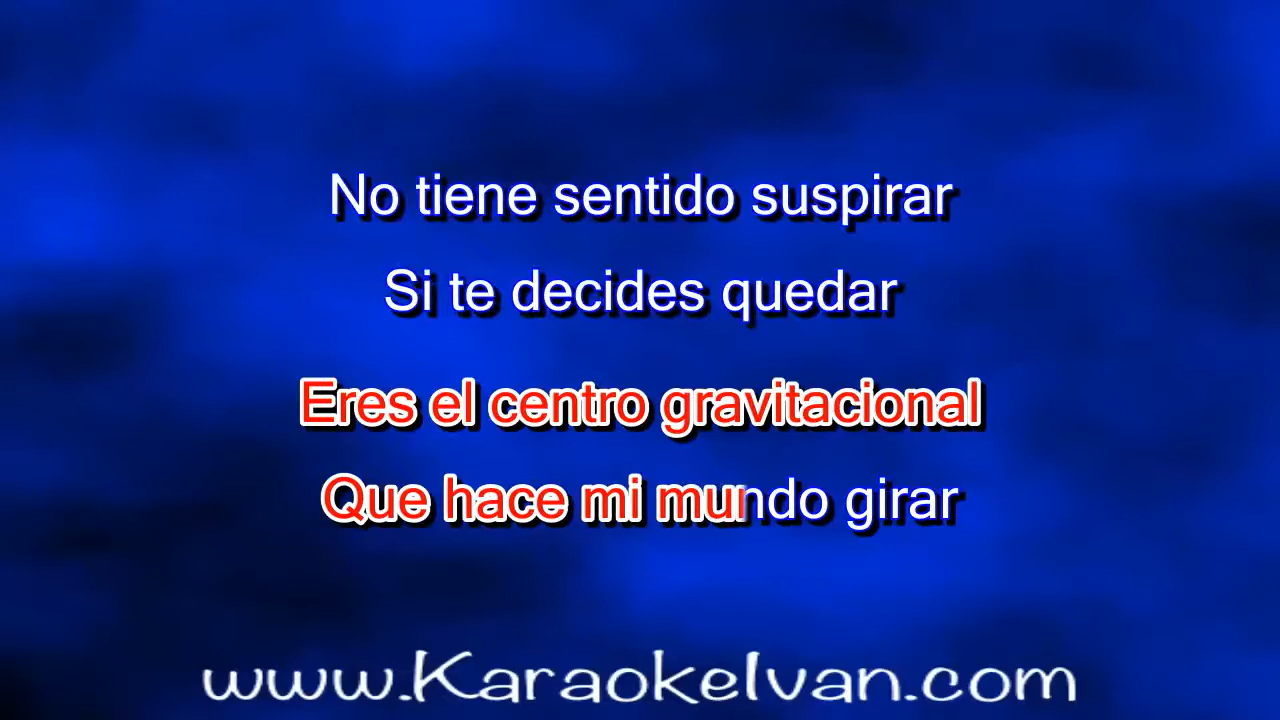 No tiene sentido suspirar
Si te decides quedar
Eres el centro gravitacional
Que hace mi mundo girar
www.KaraokeIvan.com